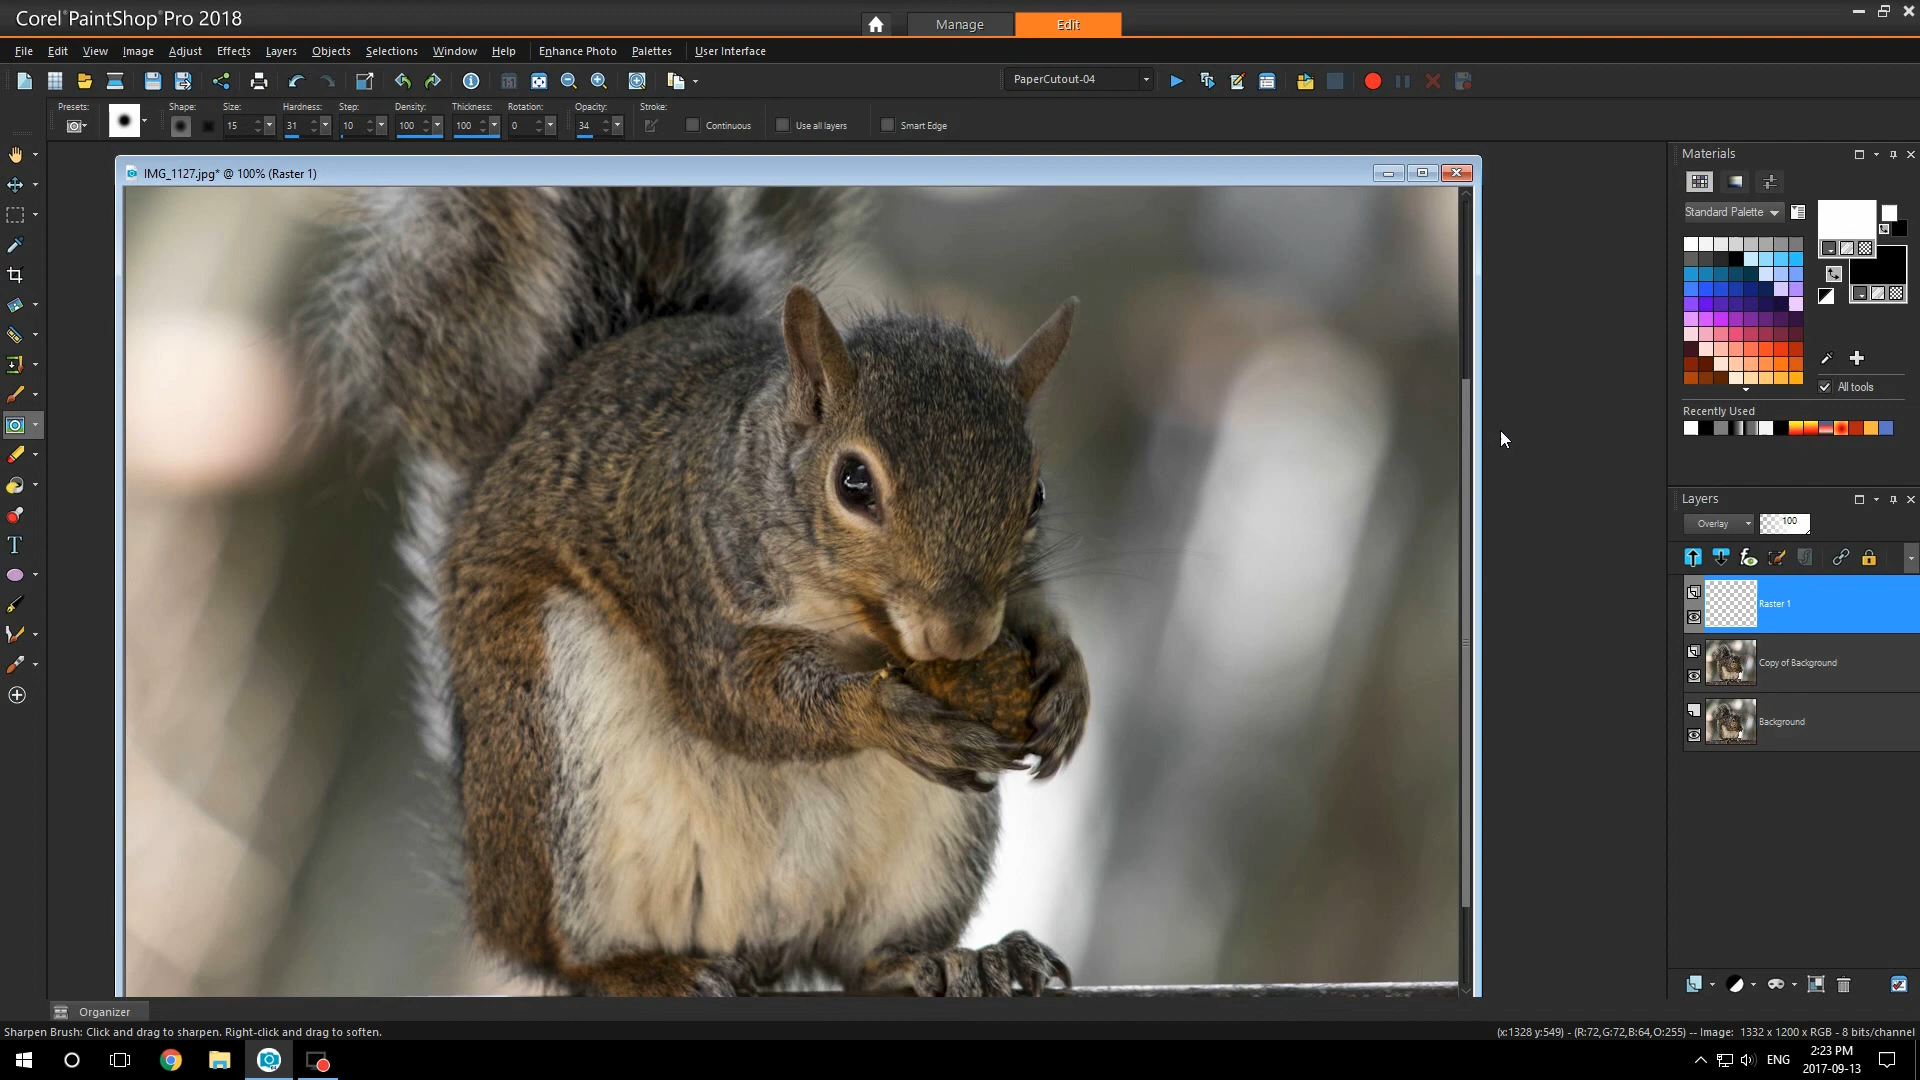 Corel PaintShop Pro 2018
Manage
Edit
File Edit View Image Adjust Effects Layers Objects Selections Window Help Enhance Photo Palettes User Interface
PaperCutout-04
Presets: Shape: Size: Hardness: Step: Density: Thickness: Rotation: Opacity: Stroke:
15 31 10 100 100 0 34 Continuous Use all layers Smart Edge
IMG_1127.jpg* @ 100% (Raster 1)
Materials
Standard Palette
All tools
Recently Used
Layers
Overlay 100
Raster 1
Copy of Background
Background
Organizer
Sharpen Brush: Click and drag to sharpen. Right-click and drag to soften.
(x:1328 y:549) - (R:72,G:72,B:64,O:255) -- Image: 1332 x 1200 x RGB - 8 bits/channel
ENG
2:23 PM
2017-09-13